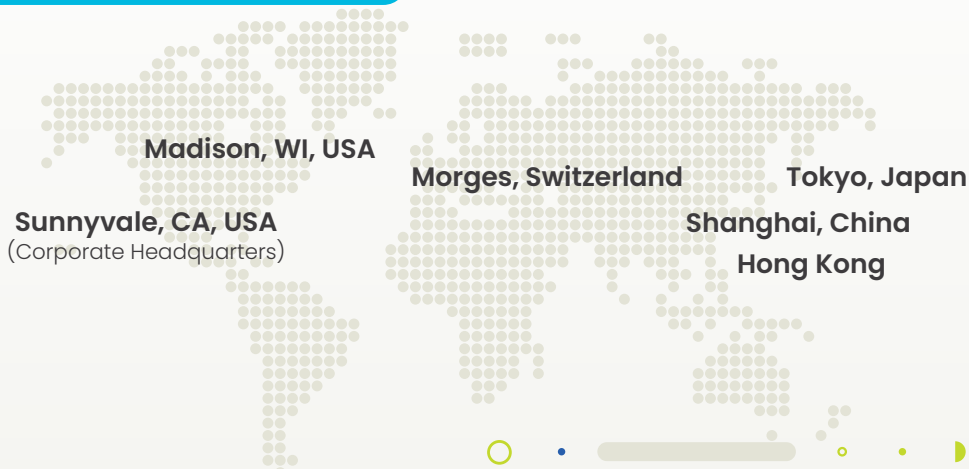 Madison, WI, USA
Morges, Switzerland
Tokyo, Japan
Sunnyvale, CA, USA
(Corporate Headquarters)
Shanghai, China
Hong Kong